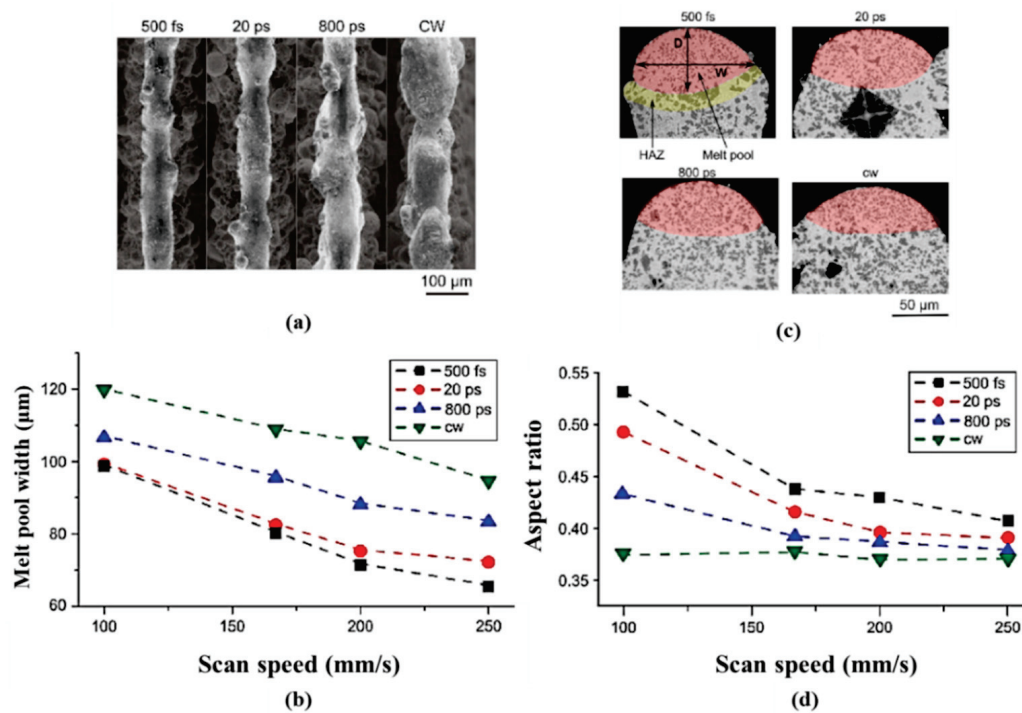 500 fs 20 ps 800 ps CW
100 µm
(a)
500 fs 20 ps
D
W
HAZ Melt pool
800 ps cw
50 µm
(c)
Melt pool width (µm)
120
100
80
60
500 fs
20 ps
800 ps
cw
100 150 200 250
Scan speed (mm/s)
(b)
Aspect ratio
0.55
0.50
0.45
0.40
0.35
500 fs
20 ps
800 ps
cw
100 150 200 250
Scan speed (mm/s)
(d)